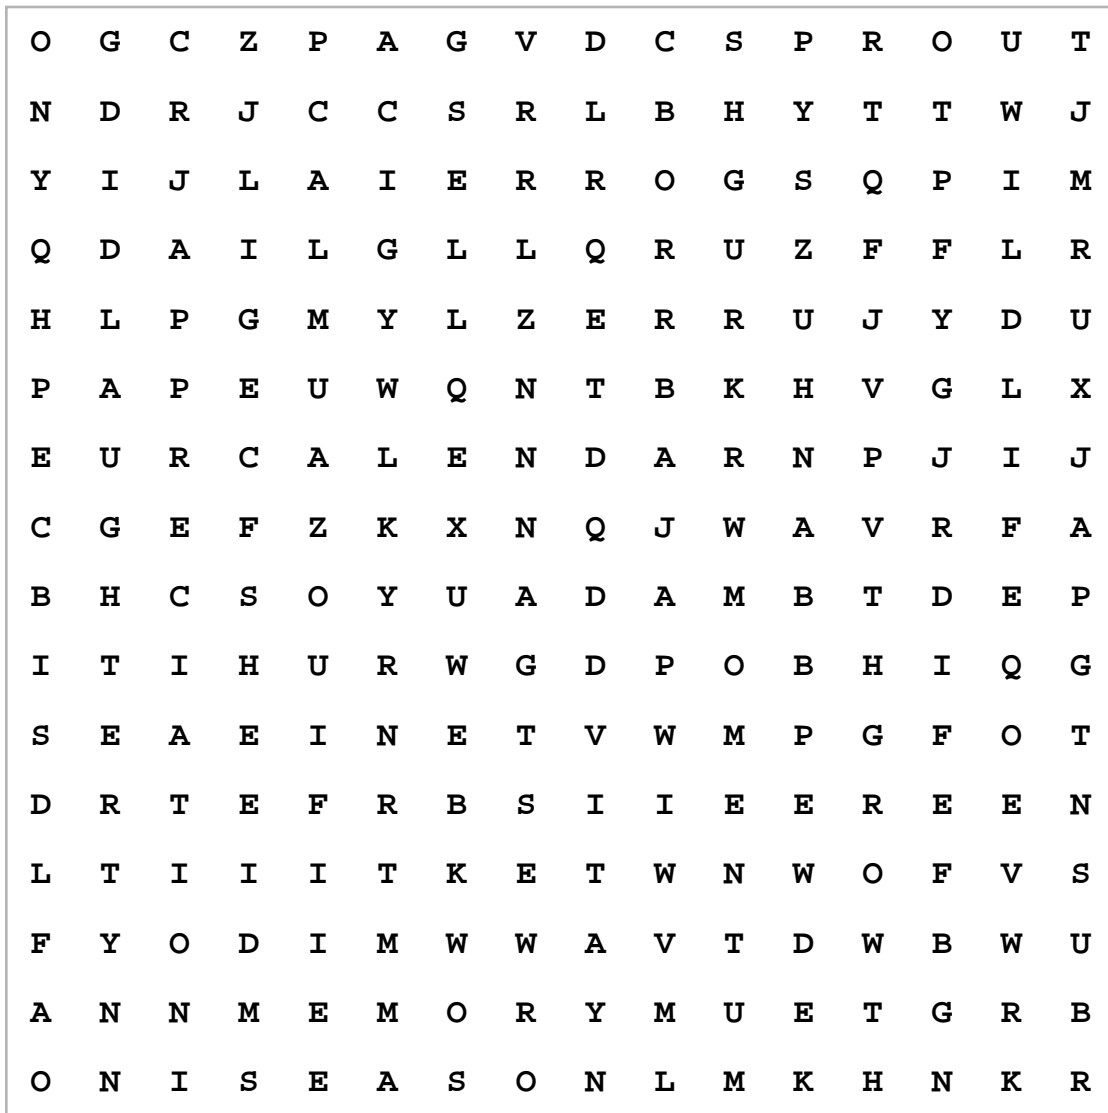 O G C Z P A G V D C S P R O U T
N D R J C C S R L B H Y T T W J
Y I J L A I E R R O G S Q P I M
Q D A I L G L L Q R U Z F F L R
H L P G M Y L Z E R R U J Y D U
P A P E U W Q N T B K H V G L X
E U R C A L E N D A R N P J I J
C G E F Z K X N Q J W A V R F A
B H C S O Y U A D A M B T D E P
I T I H U R W G D P O B H I Q G
S E A E I N E T V W M P G F O T
D R T E F R B S I I E E R E E N
L T I I I T K E T W N W O F V S
F Y O D I M W W A V T D W B W U
A N N M E M O R Y M U E T G R B
O N I S E A S O N L M K H N K R